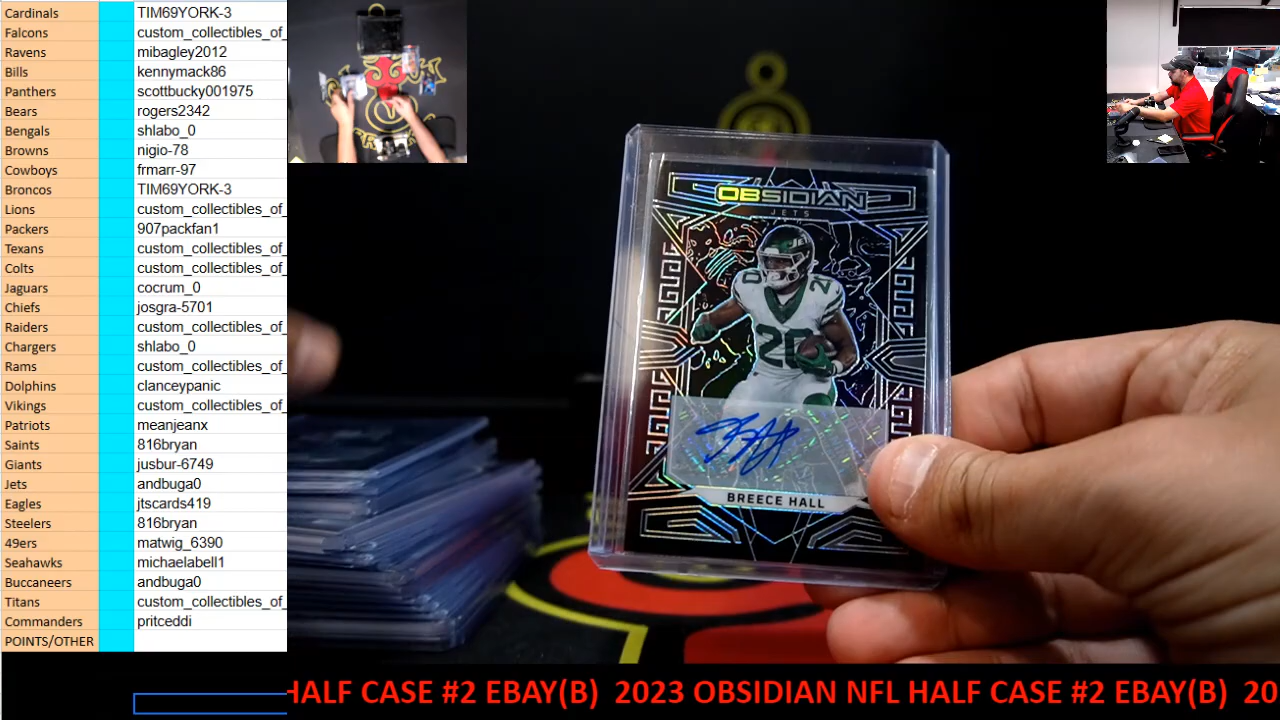 Cardinals TIM69YORK-3
Falcons custom_collectibles_of_
Ravens mibagley2012
Bills kennymack86
Panthers scottbucky001975
Bears rogers2342
Bengals shlabo_0
Browns nigio-78
Cowboys frmarr-97
Broncos TIM69YORK-3
Lions custom_collectibles_of_
Packers 907packfan1
Texans custom_collectibles_of_
Colts custom_collectibles_of_
Jaguars cocrum_0
Chiefs josgra-5701
Raiders custom_collectibles_of_
Chargers shlabo_0
Rams custom_collectibles_of_
Dolphins clanceypanic
Vikings custom_collectibles_of_
Patriots meanjeanx
Saints 816bryan
Giants jusbur-6749
Jets andbuga0
Eagles jtscards419
Steelers 816bryan
49ers matwig_6390
Seahawks michaelabell1
Buccaneers andbuga0
Titans custom_collectibles_of_
Commanders pritceddi
POINTS/OTHER
OBSIDIAN
JETS
20
20
BREECE HALL
HALF CASE #2 EBAY(B) 2023 OBSIDIAN NFL HALF CASE #2 EBAY(B) 20